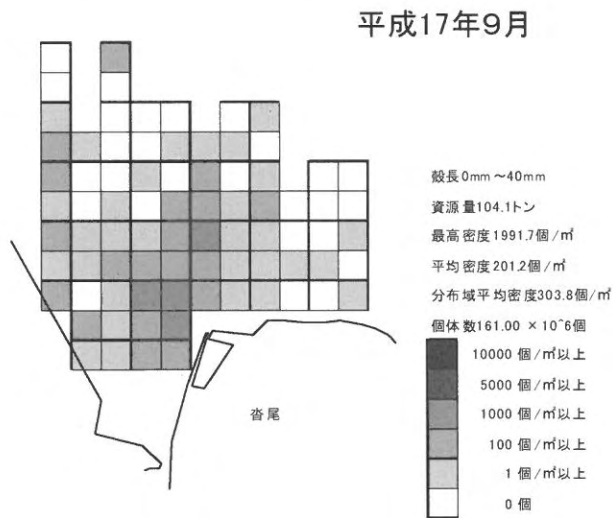 平成17年9月
殻長0mm~40mm
資源量104.1トン
最高密度1991.7個/㎡
平均密度201.2個/㎡
分布域平均密度303.8個/㎡
個体数161.00 ×10^6個
10000 個/㎡以上
5000 個/㎡以上
1000 個/㎡以上
100 個/㎡以上
1 個/㎡以上
0 個
沓尾